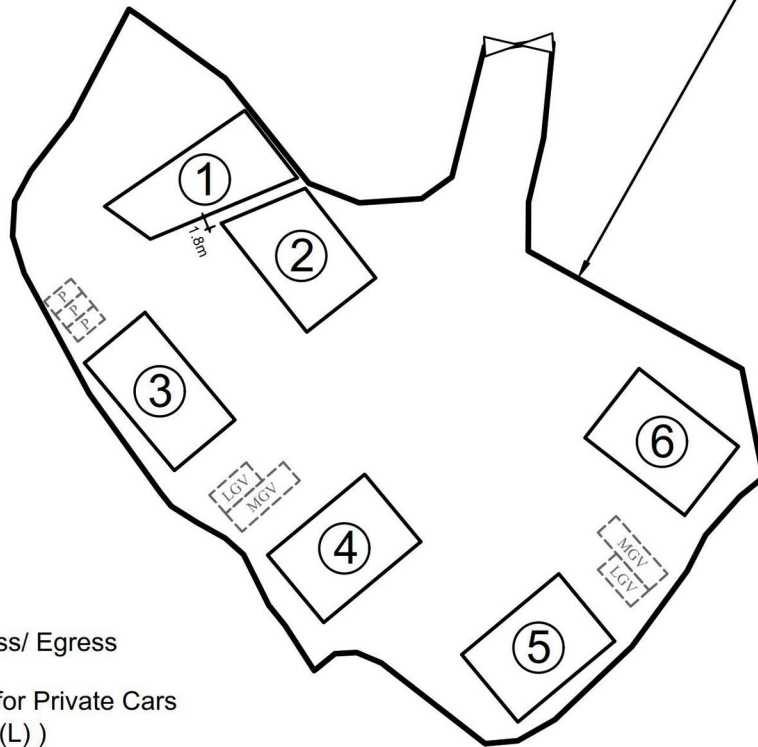 1
1.8m
2
P
P
P
3
6
LGV
MGV
4
MGV
LGV
5
ss/ Egress
for Private Cars
(L) )